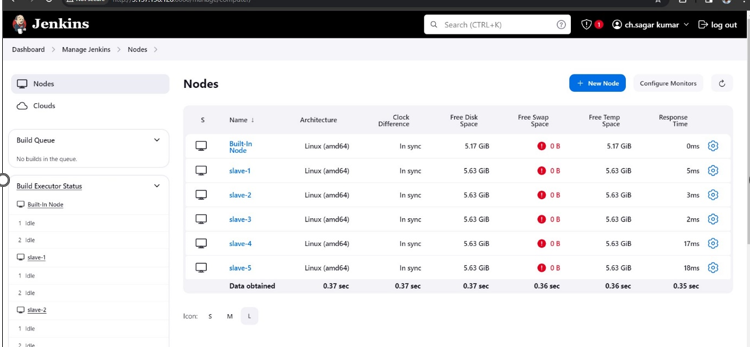 Jenkins
Search (CTRL+K)
1
ch.sagar kumar
log out
Dashboard
Manage Jenkins
Nodes
Nodes
Clouds
Build Queue
No builds in the queue.
Build Executor Status
Built-In Node
1 Idle
2 Idle
slave-1
1 Idle
2 Idle
slave-2
1 Idle
Nodes
+ New Node
Configure Monitors
S Name ↓ Architecture Clock Difference Free Disk Space Free Swap Space Free Temp Space Response Time
Built-In Node Linux (amd64) In sync 5.17 GiB 0 B 5.17 GiB 0ms
slave-1 Linux (amd64) In sync 5.63 GiB 0 B 5.63 GiB 5ms
slave-2 Linux (amd64) In sync 5.63 GiB 0 B 5.63 GiB 3ms
slave-3 Linux (amd64) In sync 5.63 GiB 0 B 5.63 GiB 2ms
slave-4 Linux (amd64) In sync 5.63 GiB 0 B 5.63 GiB 17ms
slave-5 Linux (amd64) In sync 5.63 GiB 0 B 5.63 GiB 18ms
Data obtained 0.37 sec 0.37 sec 0.37 sec 0.36 sec 0.36 sec 0.35 sec
Icon: S M L